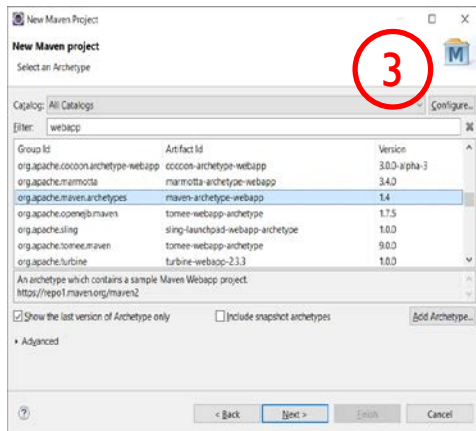 New Maven Project
New Maven project
Select an Archetype
3
M
Catalog: All Catalogs Configure...
Filter: webapp
Group Id Artifact Id Version
org.apache.cocoon.archetype-webapp cocoon-archetype-webapp 3.0.0-alpha-3
org.apache.marmotta marmotta-archetype-webapp 3.4.0
org.apache.maven.archetypes maven-archetype-webapp 1.4
org.apache.openejb.maven tomee-webapp-archetype 1.7.5
org.apache.sling sling-launchpad-webapp-archetype 1.0.0
org.apache.tomee.maven tomee-webapp-archetype 9.0.0
org.apache.turbine turbine-webapp-2.3.3 1.0.0
An archetype which contains a sample Maven Webapp project.
https://repo1.maven.org/maven2
Show the last version of Archetype only Include snapshot archetypes Add Archetype...
Advanced
? < Back Next > Finish Cancel